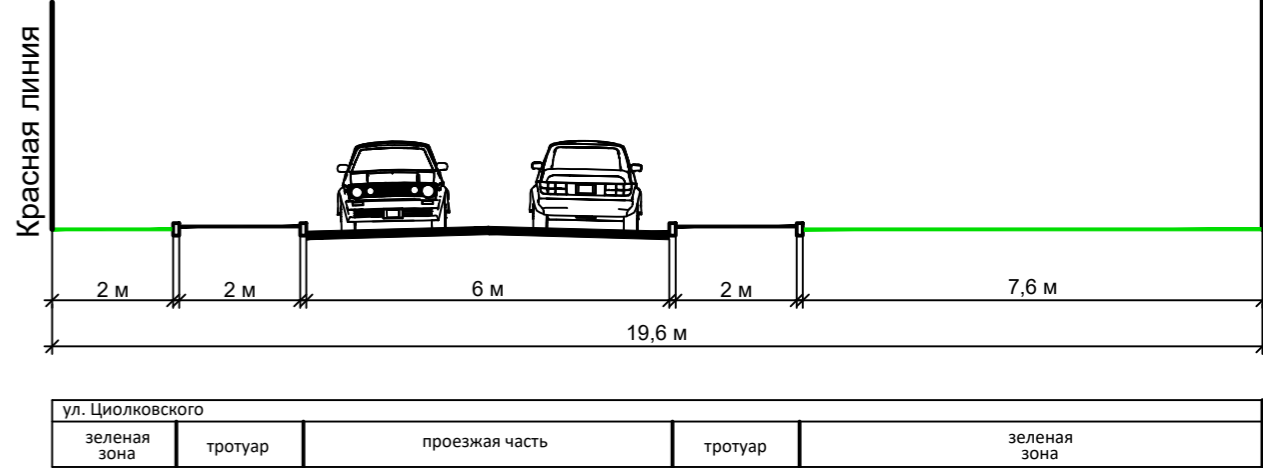 Красная линия
2 м
2 м
6 м
2 м
7,6 м
19,6 м
ул. Циолковского
зеленая
зона
тротуар
проезжая часть
тротуар
зеленая
зона